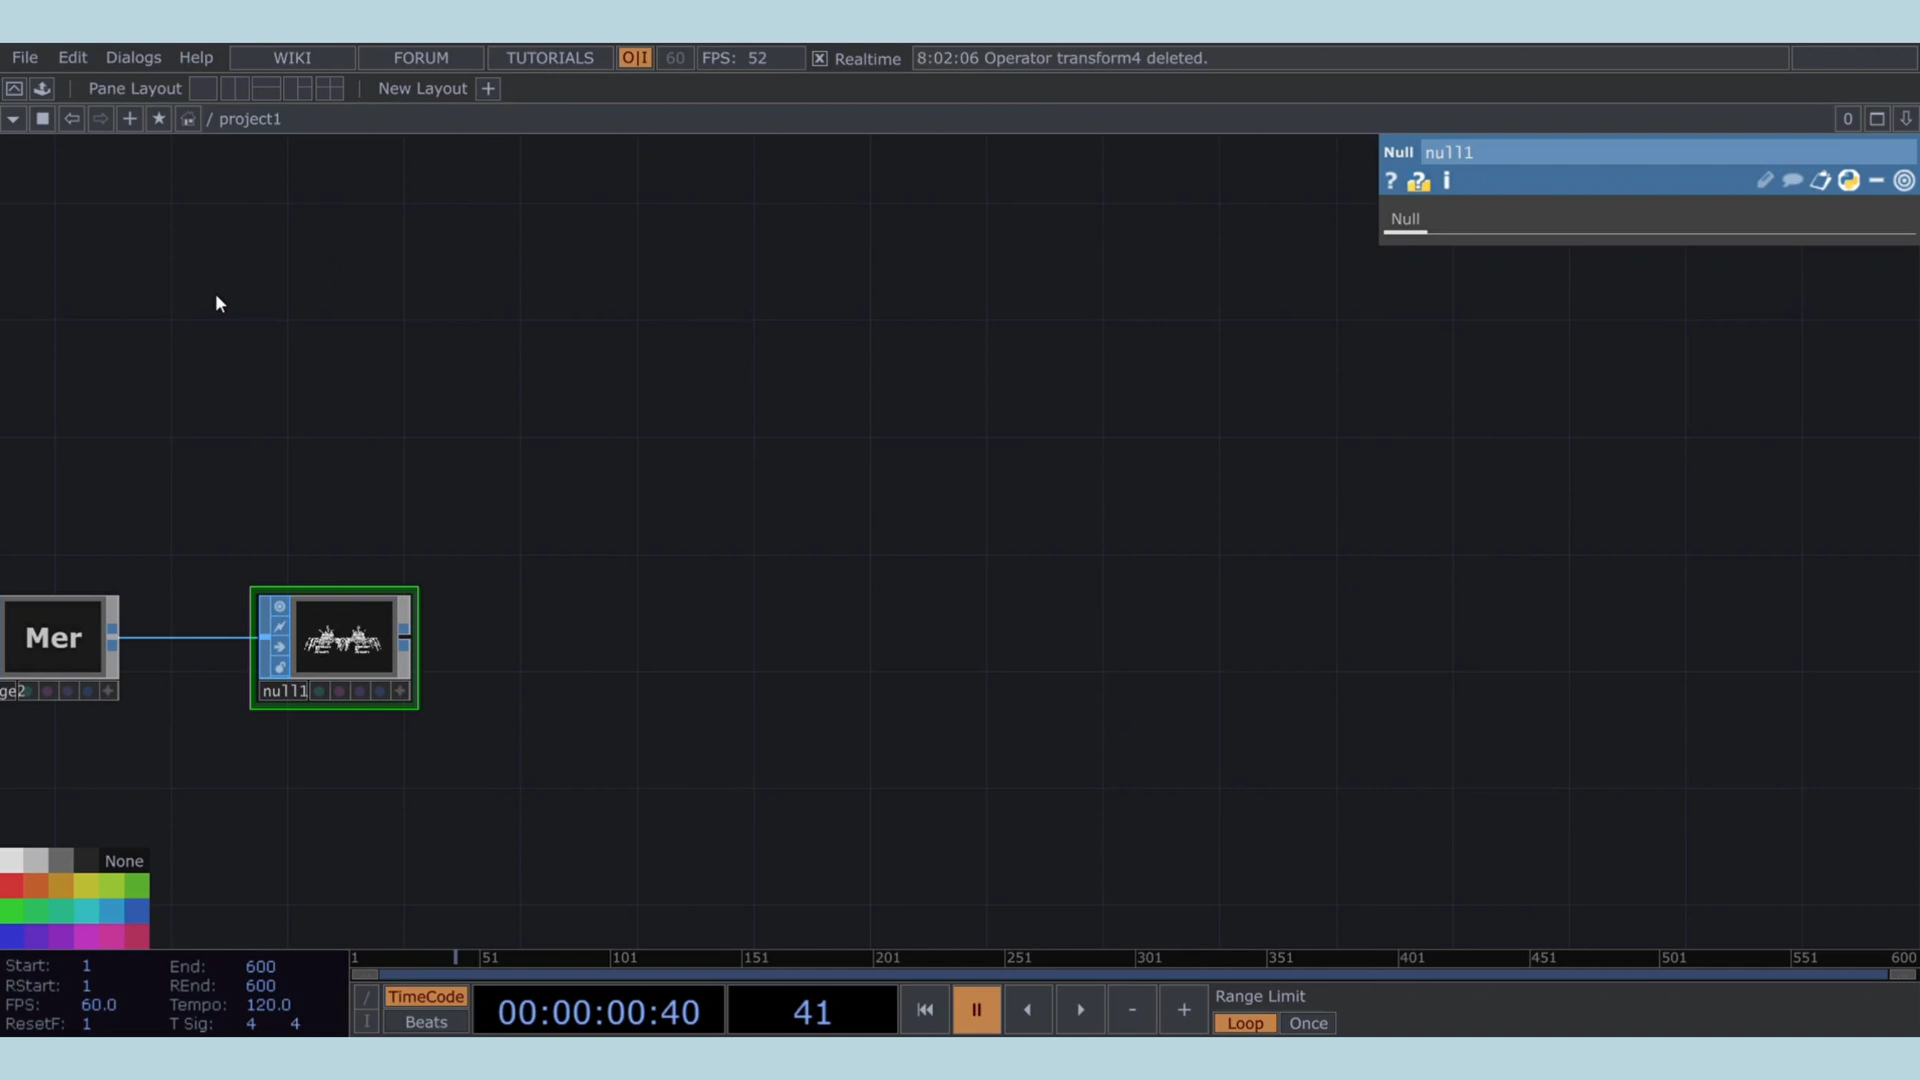 File Edit Dialogs Help WIKI FORUM TUTORIALS O|I 60 FPS: 52 Realtime 8:02:06 Operator transform4 deleted.
Pane Layout New Layout +
/ project1 0
Null null1
? i
Null
Mer
ge2
null1
None
1 51 101 151 201 251 301 351 401 451 501 551 600
Start: 1 End: 600
RStart: 1 REnd: 600
FPS: 60.0 Tempo: 120.0
ResetF: 1 T Sig: 4 4
/
I
TimeCode
Beats
00:00:00:40 41 - +
Range Limit
Loop Once